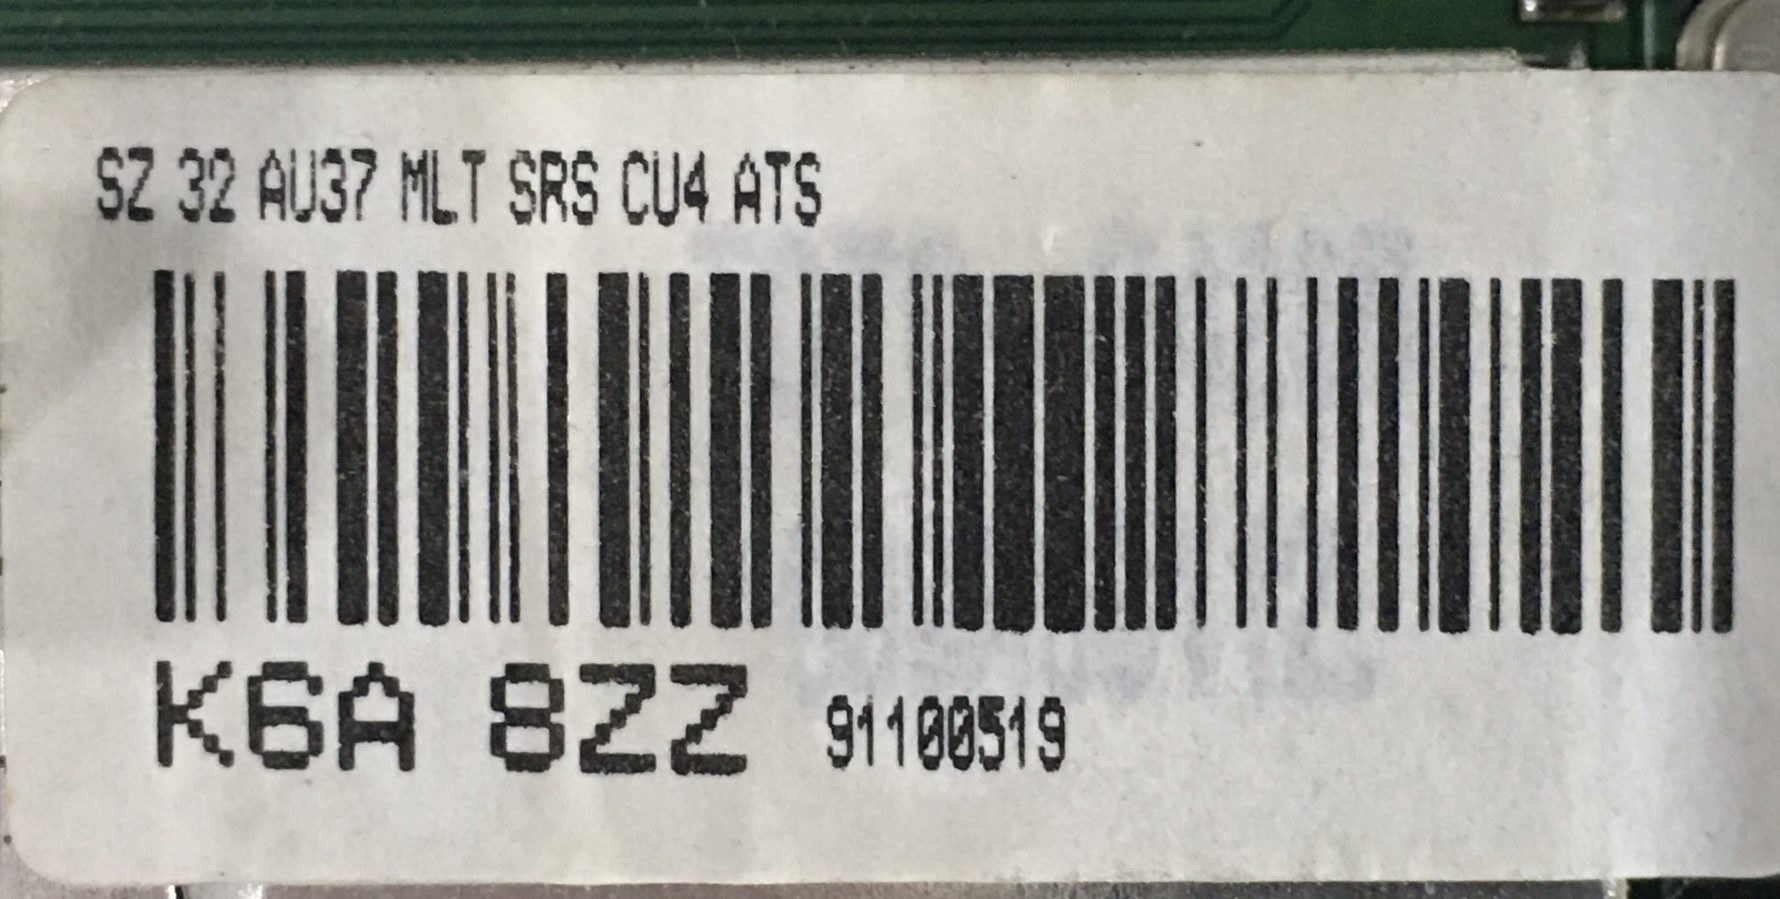 SZ 32 AU37 MLT SRS CU4 ATS
K6A 8ZZ 91100519